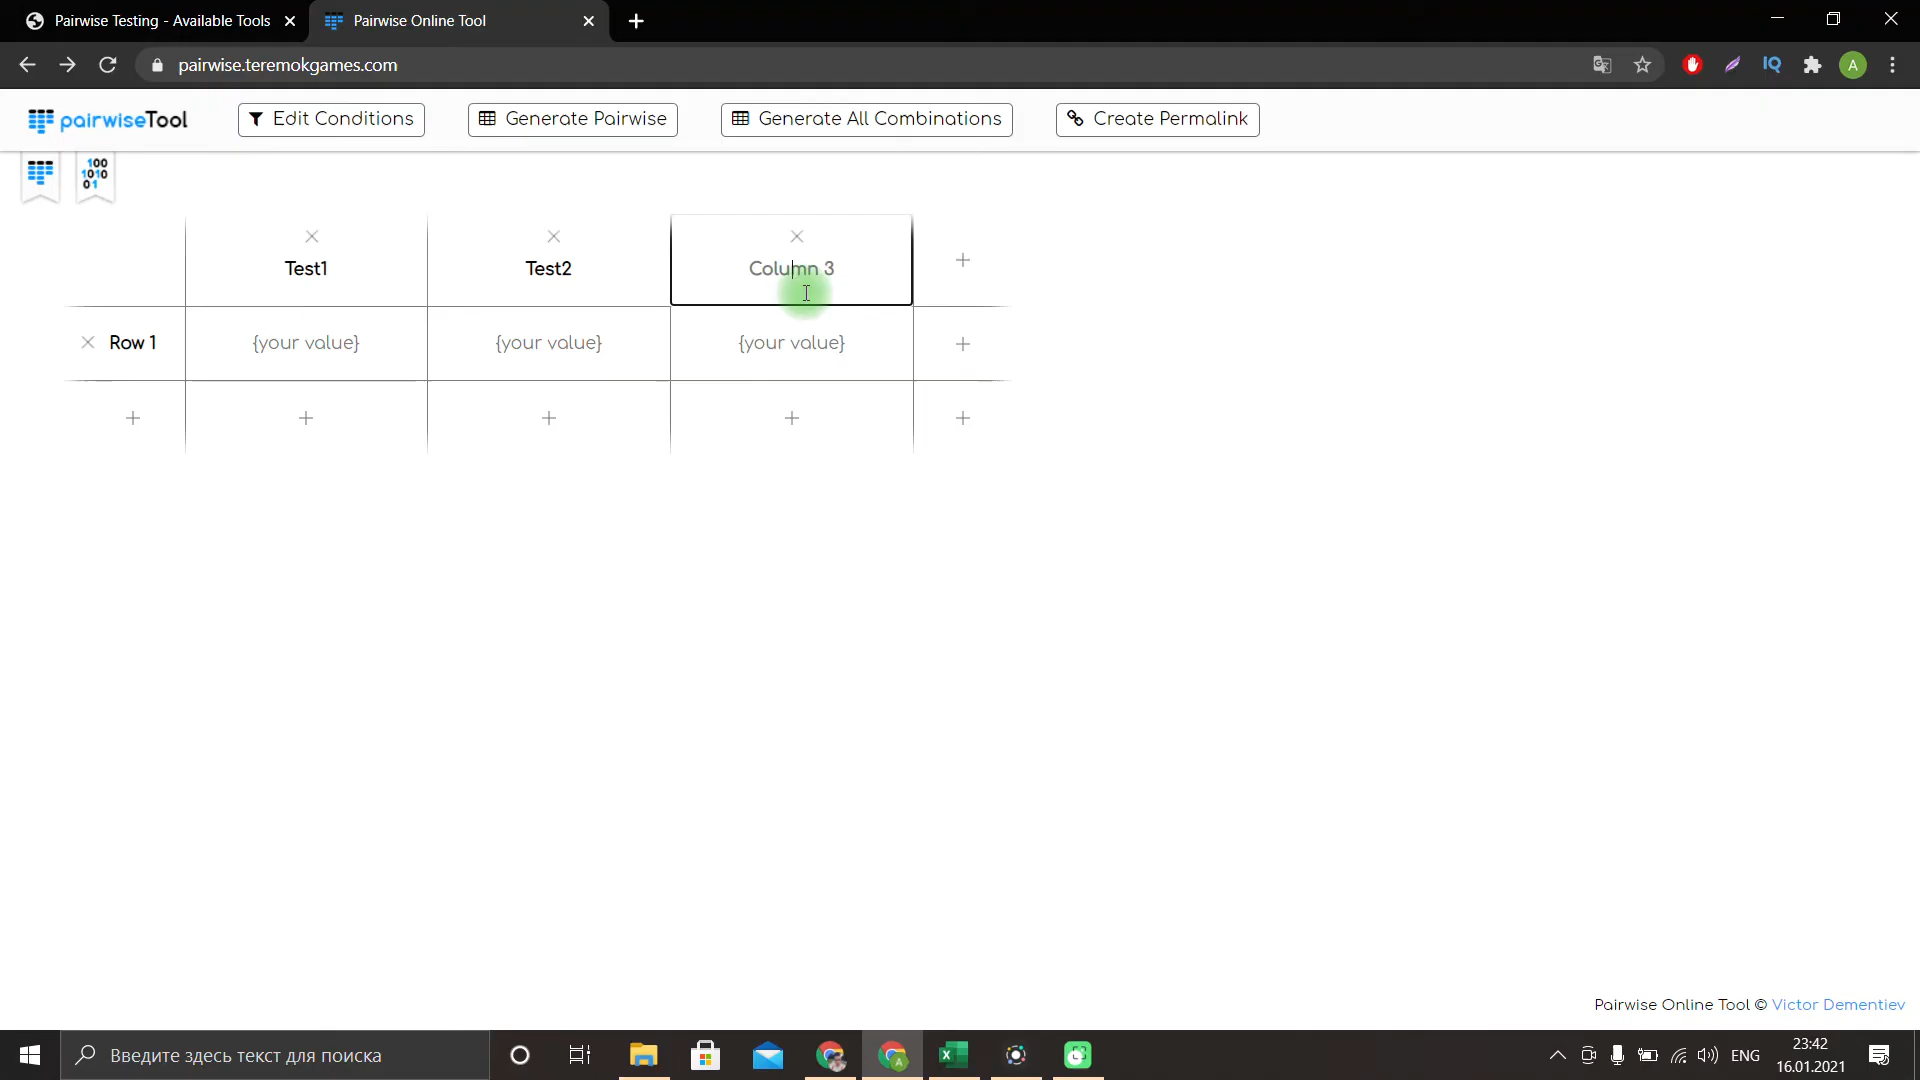 Pairwise Testing - Available Tools
Pairwise Online Tool
pairwise.teremokgames.com
IQ
A
pairwiseTool
Edit Conditions
Generate Pairwise
Generate All Combinations
Create Permalink
100
1010
01
Test1
Test2
Column 3
Row 1
{your value}
{your value}
{your value}
Pairwise Online Tool © Victor Dementiev
Введите здесь текст для поиска
ENG
23:42
16.01.2021